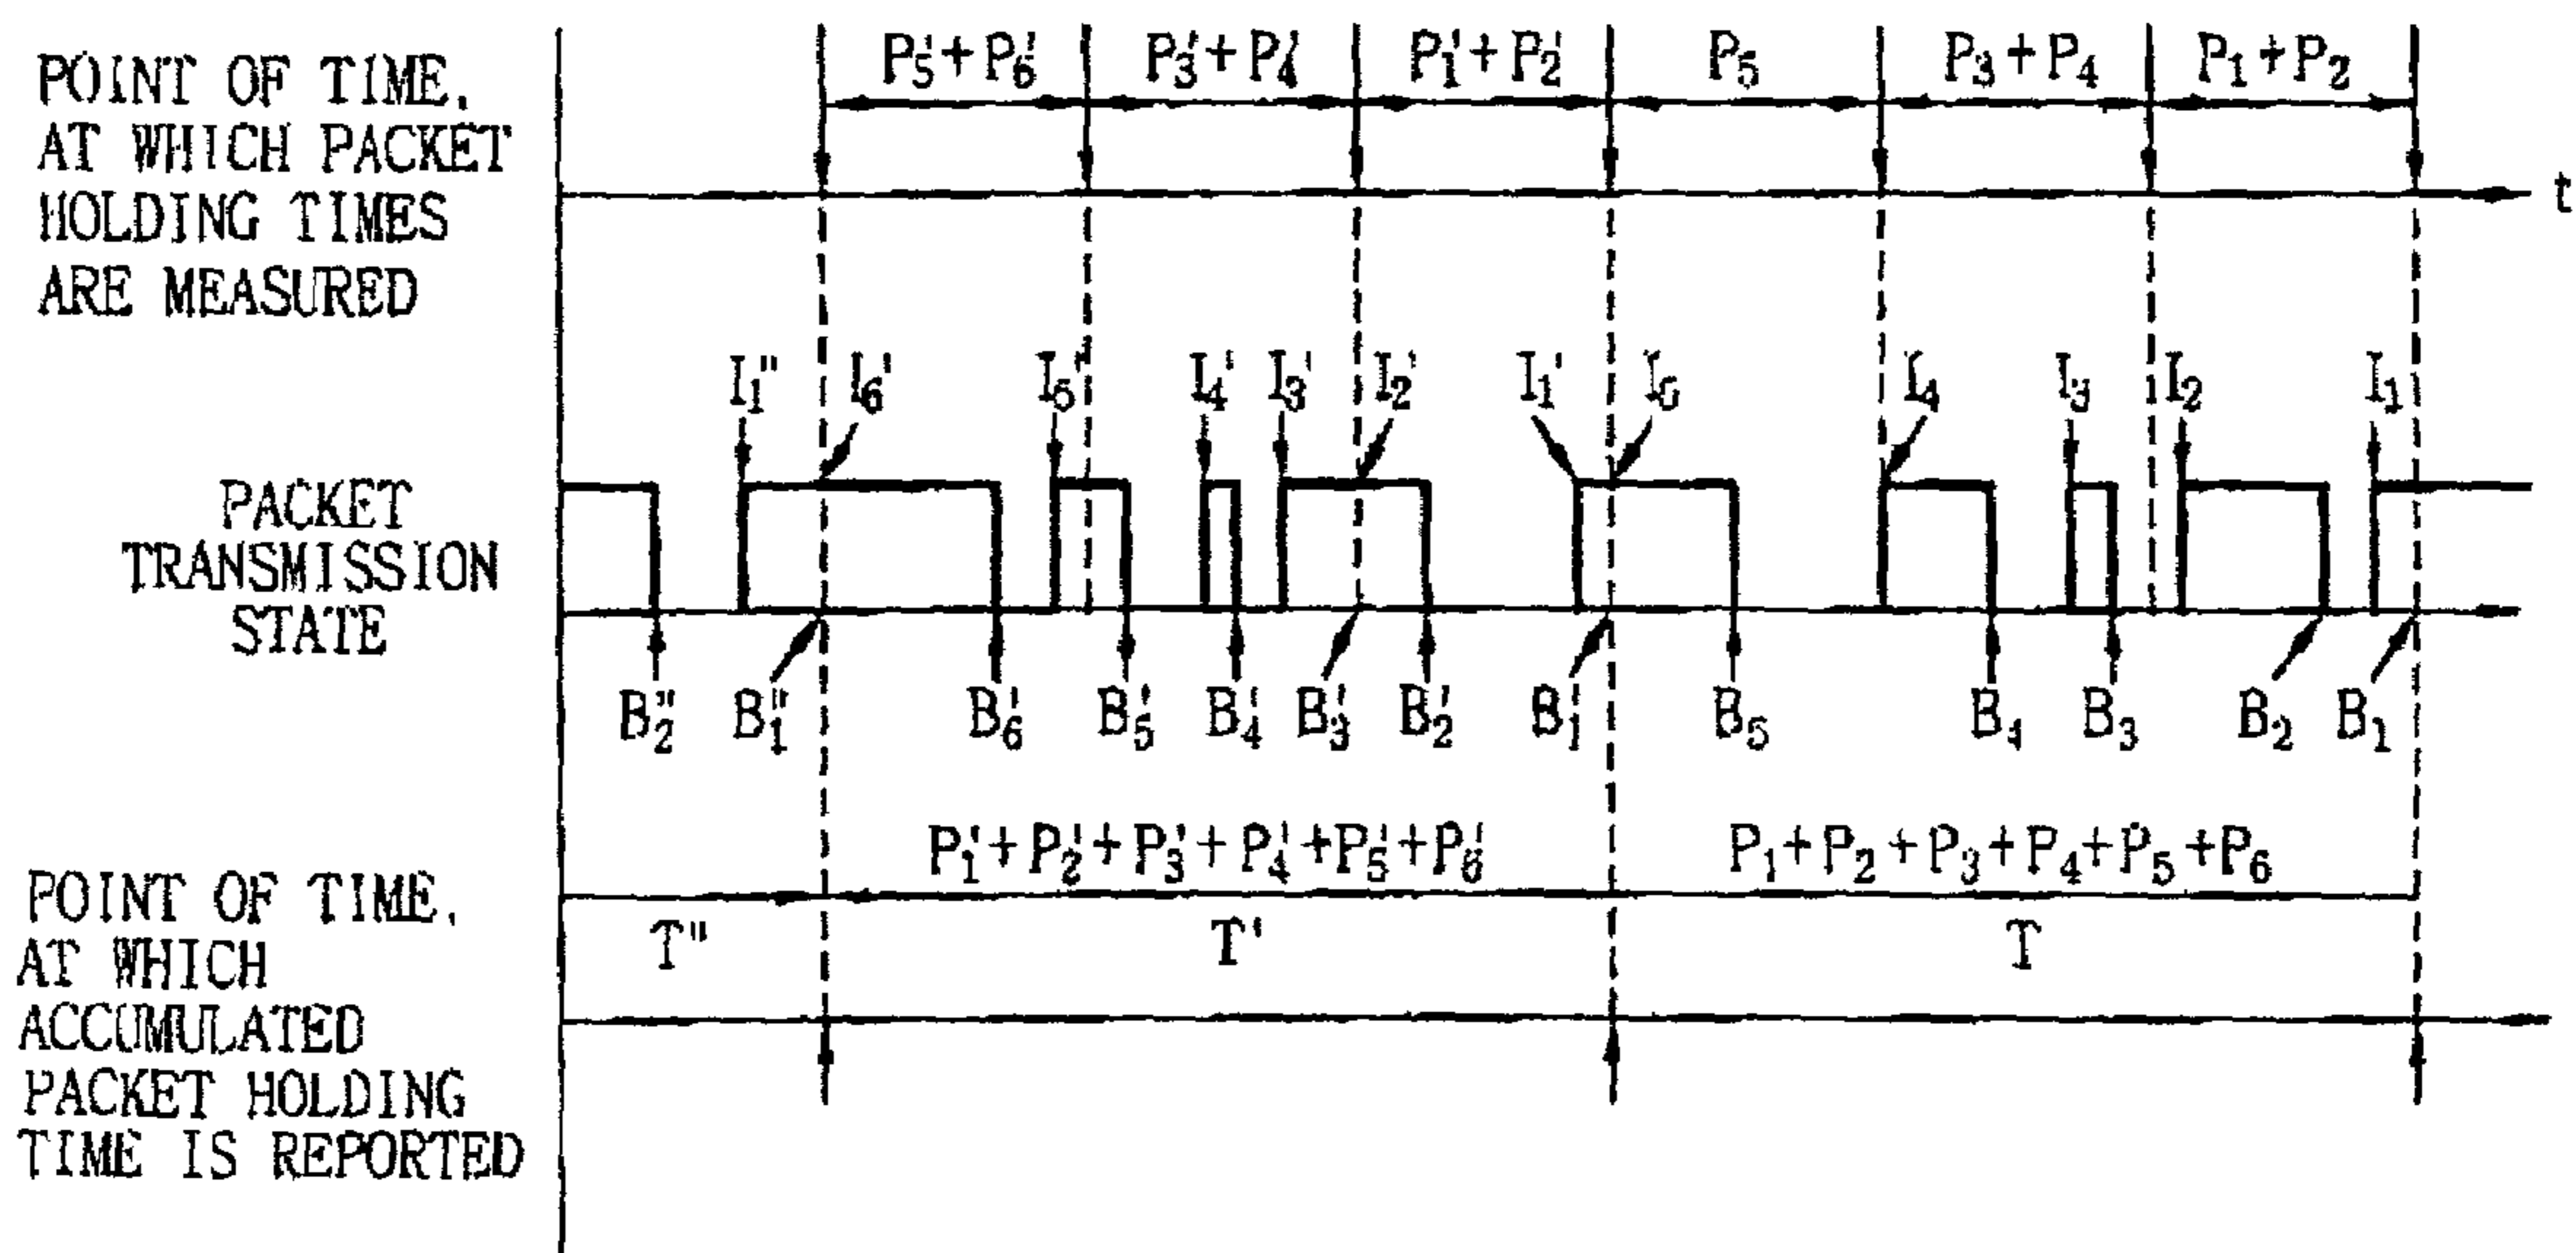 POINT OF TIME,
AT WHICH PACKET
HOLDING TIMES
ARE MEASURED
P₅'+P₆' P₃'+P₄' P₁'+P₂' P₅ P₃+P₄ P₁+P₂
t
I₁" I₆' I₅' I₄' I₃' I₂' I₁' I₅ I₄ I₃ I₂ I₁
PACKET
TRANSMISSION
STATE
B₂" B₁" B₆' B₅' B₄' B₃' B₂' B₁' B₅ B₄ B₃ B₂ B₁
P₁'+P₂'+P₃'+P₄'+P₅'+P₆' P₁+P₂+P₃+P₄+P₅+P₆
T" T' T
POINT OF TIME,
AT WHICH
ACCUMULATED
PACKET HOLDING
TIME IS REPORTED